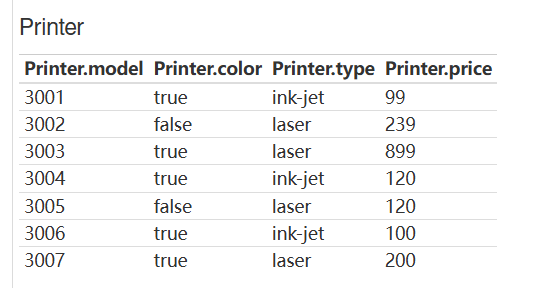 Printer
Printer.model Printer.color Printer.type Printer.price
3001 true ink-jet 99
3002 false laser 239
3003 true laser 899
3004 true ink-jet 120
3005 false laser 120
3006 true ink-jet 100
3007 true laser 200